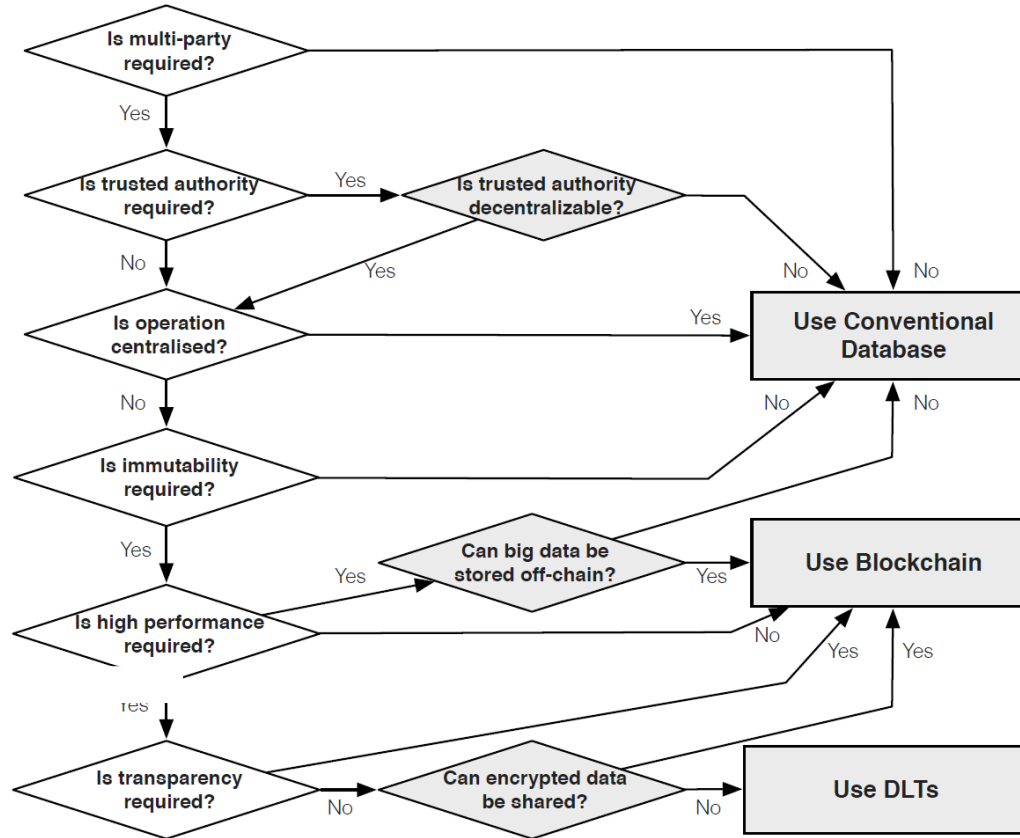 Is multi-party
required?
Yes
Is trusted authority
required?
Yes
Is trusted authority
decentralizable?
No
Yes
No
No
Is operation
centralised?
Yes
Use Conventional
Database
No
No
No
Is immutability
required?
Yes
Can big data be
stored off-chain?
Yes
Yes
Use Blockchain
Is high performance
required?
No
Yes
Yes
Yes
Is transparency
required?
No
Can encrypted data
be shared?
No
Use DLTs